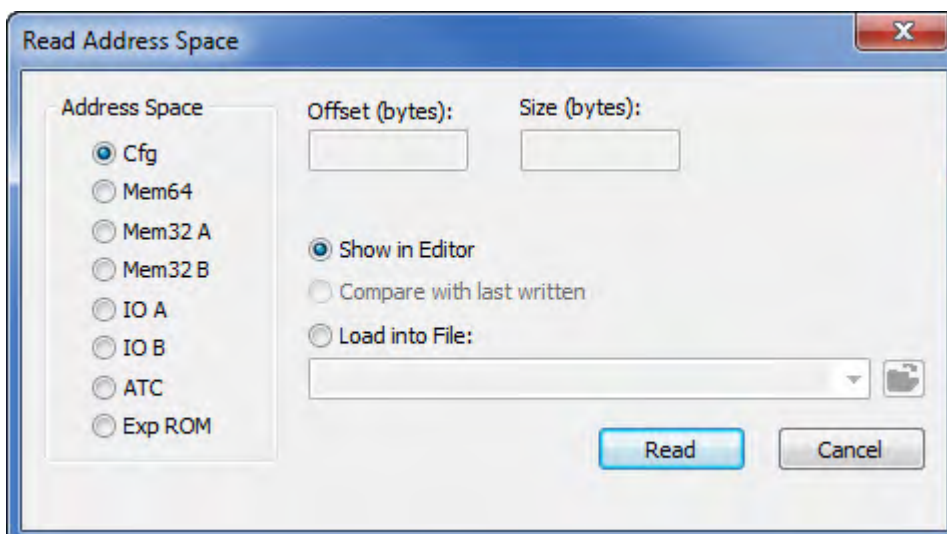 Read Address Space
Address Space
Cfg
Mem64
Mem32 A
Mem32 B
IO A
IO B
ATC
Exp ROM
Offset (bytes):
Size (bytes):
Show in Editor
Compare with last written
Load into File:
Read
Cancel